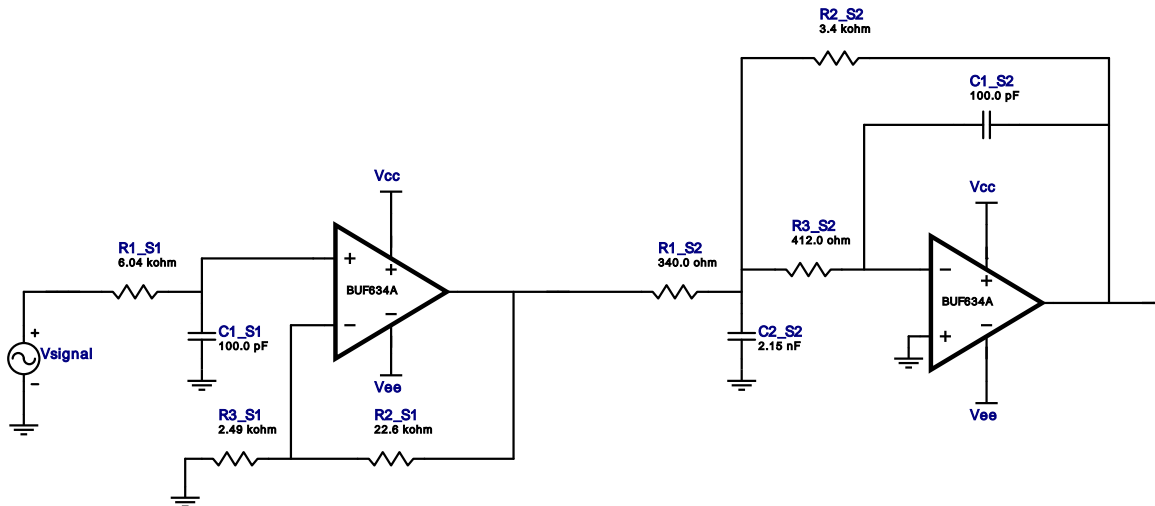 R2_S2
3.4 kohm
C1_S2
100.0 pF
Vcc
Vcc
R1_S1
6.04 kohm
+
+
−
BUF634A
−
R1_S2
340.0 ohm
R3_S2
412.0 ohm
−
+
BUF634A
−
+
C1_S1
100.0 pF
C2_S2
2.15 nF
+
Vsignal
−
Vee
Vee
R3_S1
2.49 kohm
R2_S1
22.6 kohm